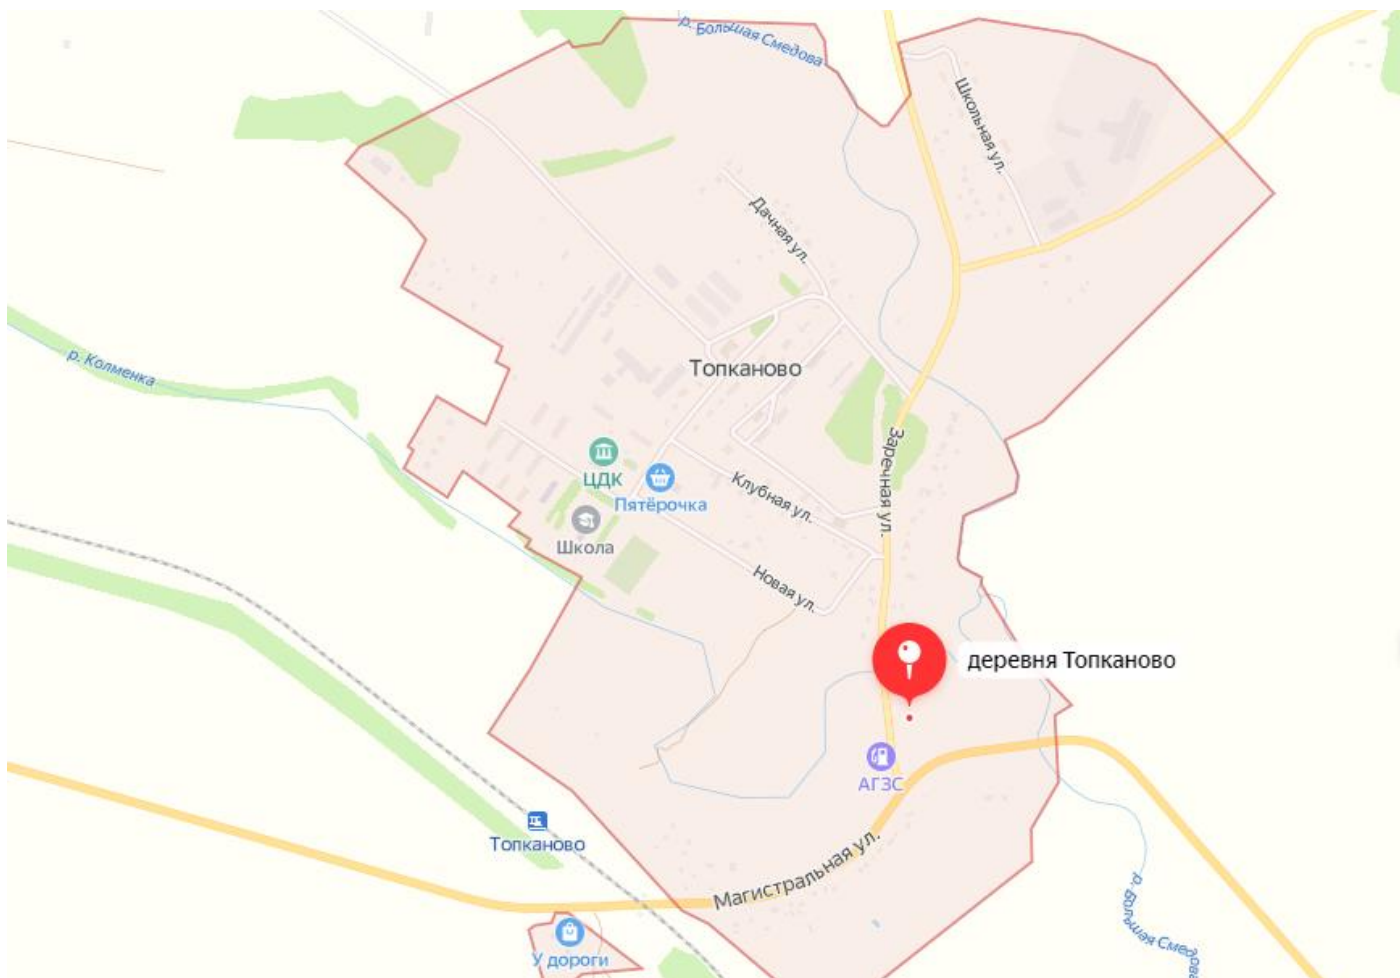 р. Большая Смедова
Школьная ул.
Дачная ул.
р. Колменка
Топканово
Заречная ул.
ЦДК
Пятёрочка
Клубная ул.
Школа
Новая ул.
деревня Топканово
АГЗС
Топканово
Магистральная ул.
р. Большая Смедова
У дороги